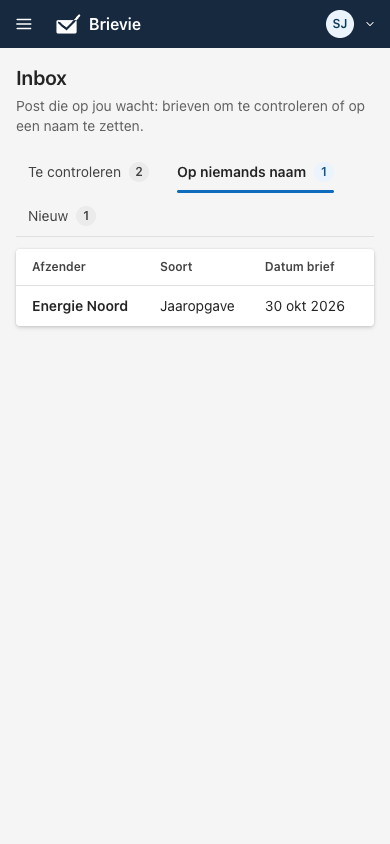 Brievie
SJ
Inbox
Post die op jou wacht: brieven om te controleren of op
een naam te zetten.
Te controleren 2 Op niemands naam 1
Nieuw 1
Afzender Soort Datum brief
Energie Noord Jaaropgave 30 okt 2026